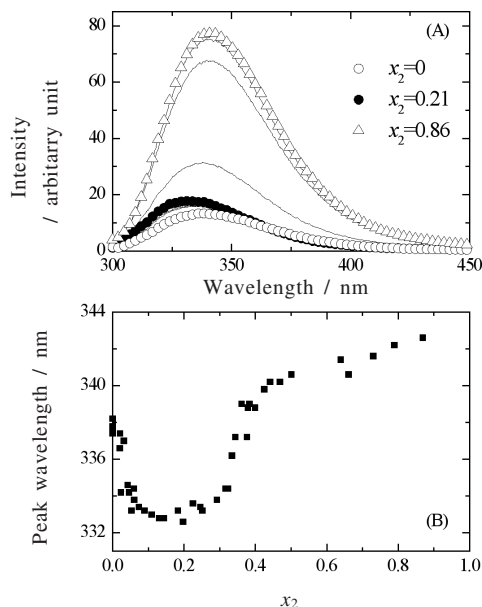 80
(A)
x2=0
60
x2=0.21
x2=0.86
40
Intensity
/ arbitarry unit
20
0
300 350 400 450
Wavelength / nm
344
340
336
332
Peak wavelength / nm
(B)
0.0 0.2 0.4 0.6 0.8 1.0
x2